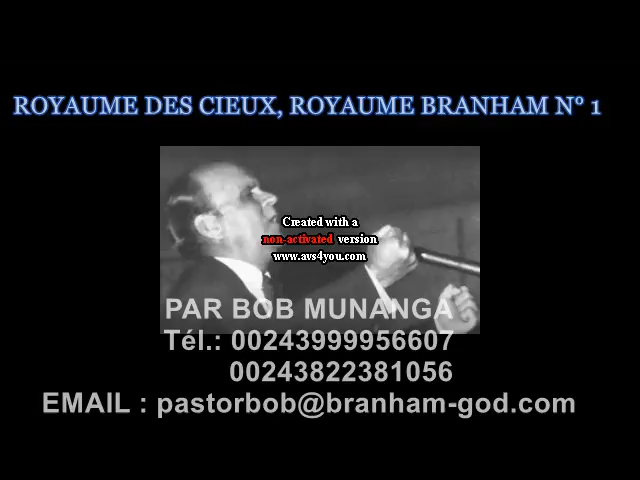 ROYAUME DES CIEUX, ROYAUME BRANHAM N° 1
Created with a
non-activated version
www.avs4you.com
PAR BOB MUNANGA
Tél.: 00243999956607
00243822381056
EMAIL : pastorbob@branham-god.com